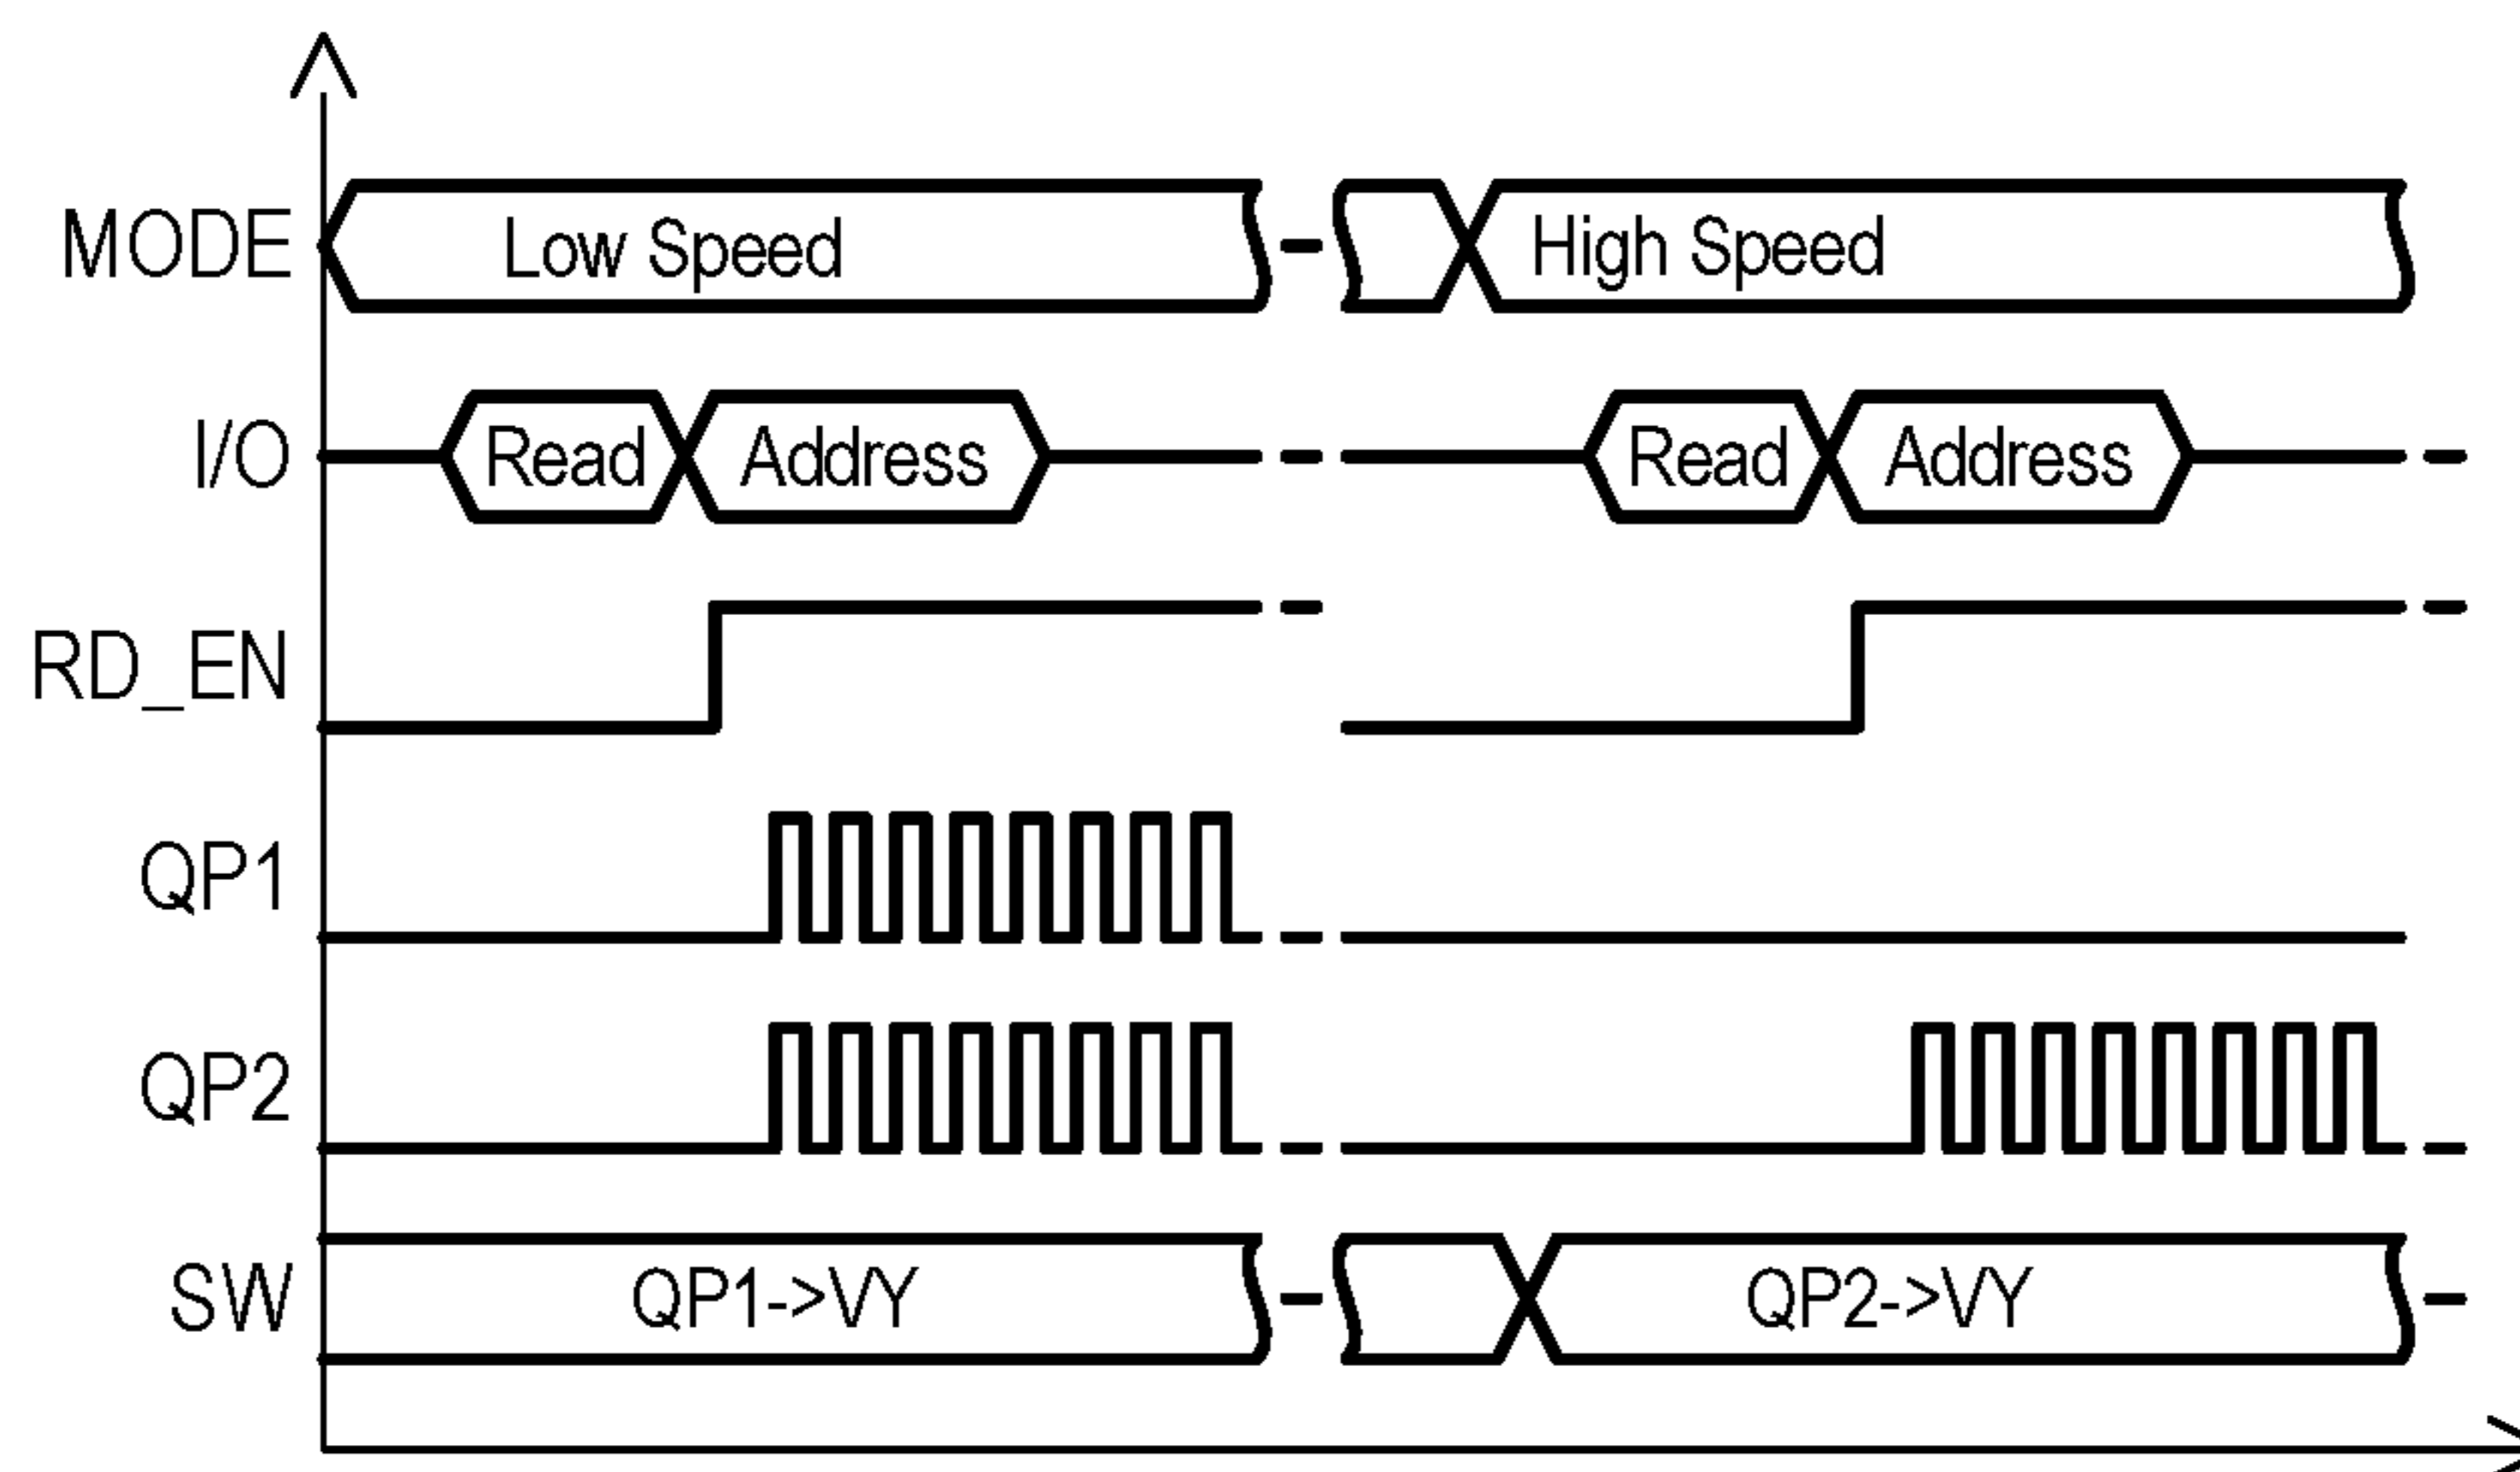 MODE Low Speed High Speed
I/O Read Address Read Address
RD_EN
QP1
QP2
SW QP1->VY QP2->VY